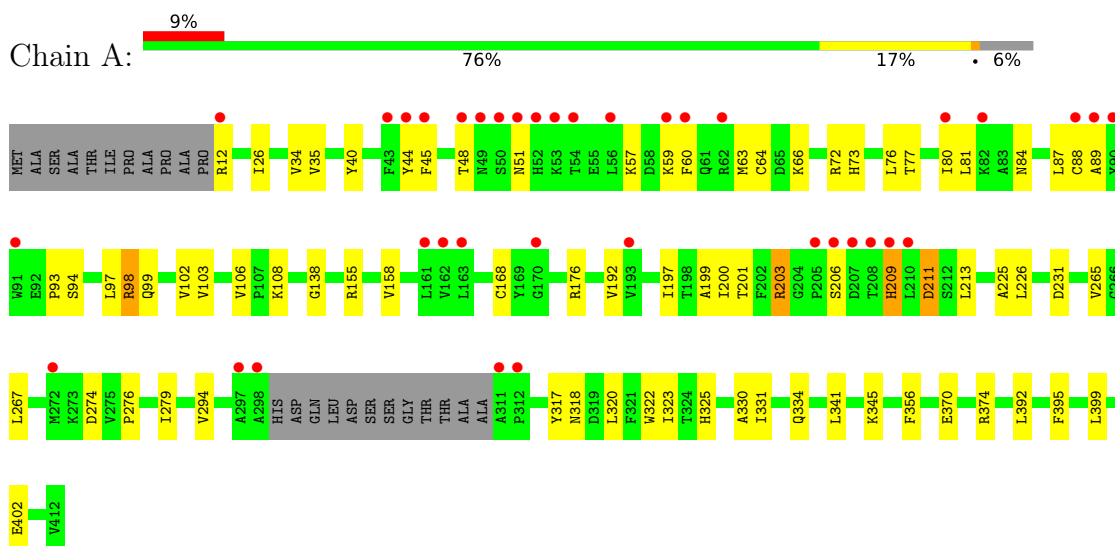 9%
Chain A:
76% 17% • 6%
MET ALA SER ALA THR ILE PRO ALA PRO ALA PRO R12 I26 V34 V35 Y40 F43 Y44 F45 T48 N49 S50 N51 H52 K53 T54 E55 L56 K57 D58 K59 F60 Q61 R62 M63 C64 D65 K66 R72 H73 L76 T77 I80 L81 K82 A83 N84 L87 C88 A89
W91 E92 P93 S94 L97 R98 Q99 V102 V103 V106 P107 K108 G138 R155 V158 L161 V162 L163 C168 Y169 G170 R176 V192 V193 I197 T198 A199 I200 T201 F202 R203 G204 P205 S206 D207 T208 H209 L210 D211 S212 L213 A225 L226 D231 V265
L267 M272 K273 D274 V275 P276 I279 V294 A297 A298 HIS ASP GLN LEU ASP SER SER GLY THR THR ALA ALA A311 P312 Y317 N318 D319 L320 F321 W322 I323 T324 H325 A330 I331 Q334 L341 K345 F356 E370 R374 L392 F395 L399
E402 V412